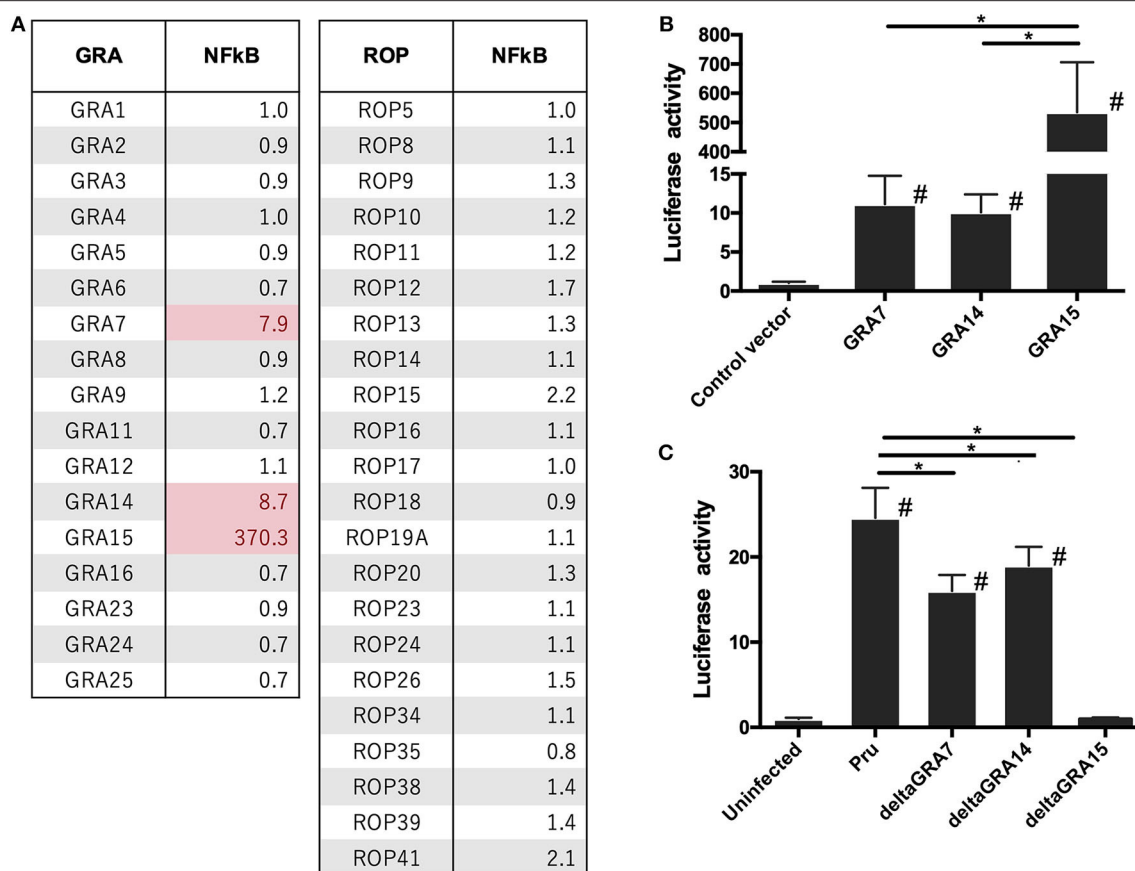 A
GRA NFkB
GRA1 1.0
GRA2 0.9
GRA3 0.9
GRA4 1.0
GRA5 0.9
GRA6 0.7
GRA7 7.9
GRA8 0.9
GRA9 1.2
GRA11 0.7
GRA12 1.1
GRA14 8.7
GRA15 370.3
GRA16 0.7
GRA23 0.9
GRA24 0.7
GRA25 0.7
ROP NFkB
ROP5 1.0
ROP8 1.1
ROP9 1.3
ROP10 1.2
ROP11 1.2
ROP12 1.7
ROP13 1.3
ROP14 1.1
ROP15 2.2
ROP16 1.1
ROP17 1.0
ROP18 0.9
ROP19A 1.1
ROP20 1.3
ROP23 1.1
ROP24 1.1
ROP26 1.5
ROP34 1.1
ROP35 0.8
ROP38 1.4
ROP39 1.4
ROP41 2.1
B
*
*
Luciferase activity
800
700
600
500
400
15
10
5
0
#
#
#
Control vector
GRA7
GRA14
GRA15
C
*
*
*
Luciferase activity
30
20
10
0
#
#
#
Uninfected
Pru
deltaGRA7
deltaGRA14
deltaGRA15